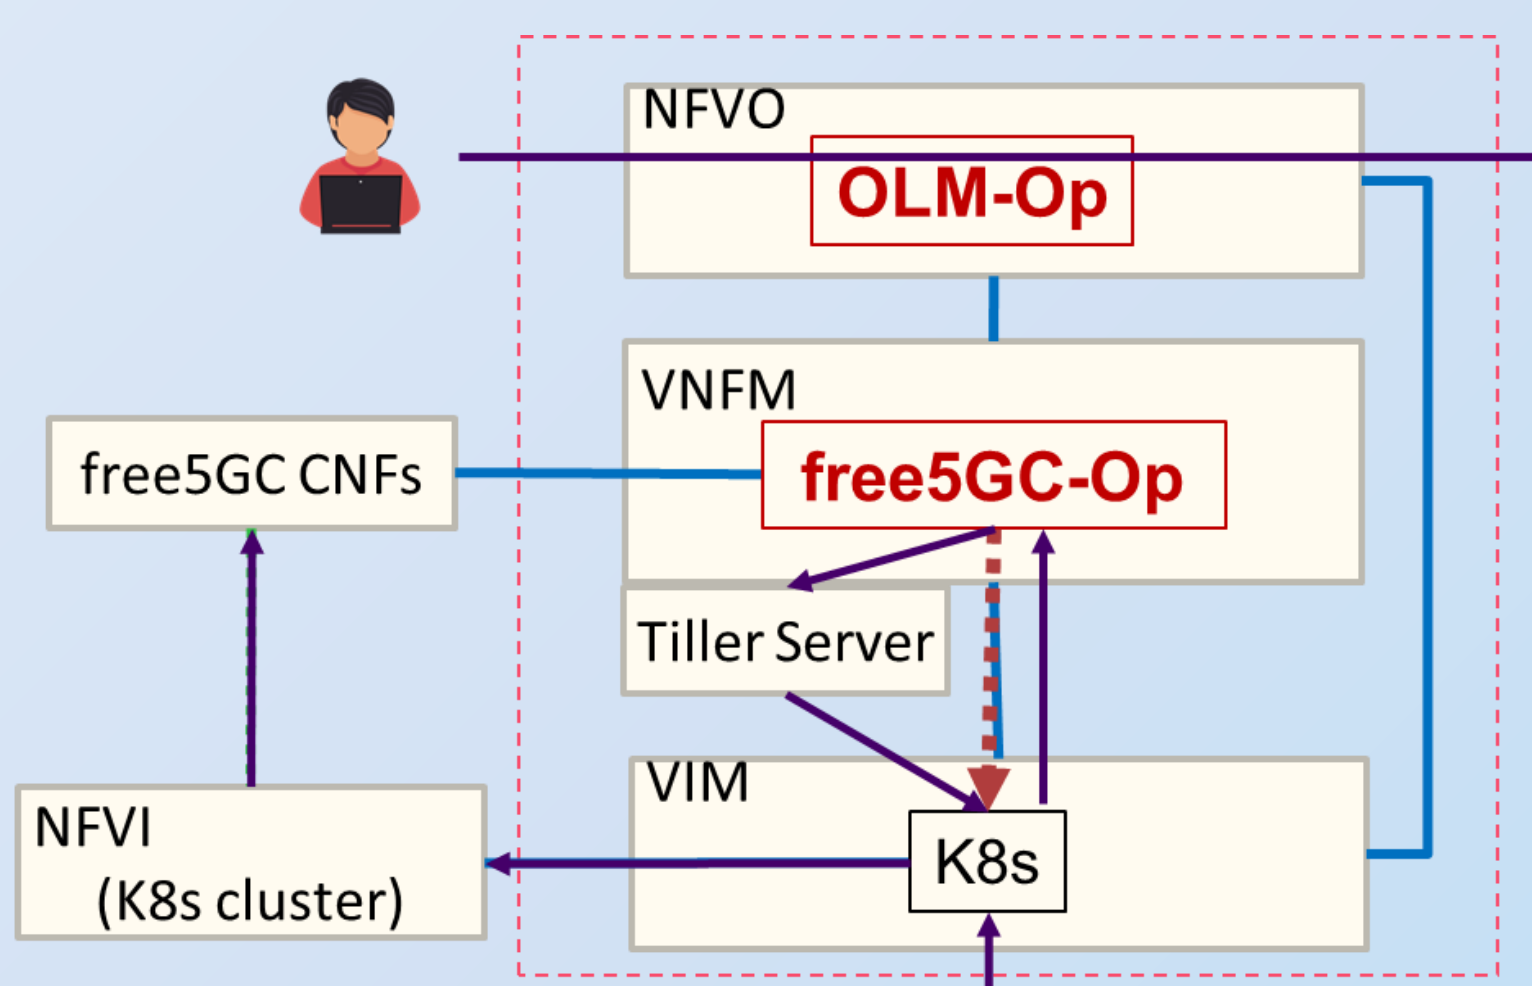 NFVO
OLM-Op
VNFM
free5GC-Op
free5GC CNFs
Tiller Server
VIM
K8s
NFVI
(K8s cluster)